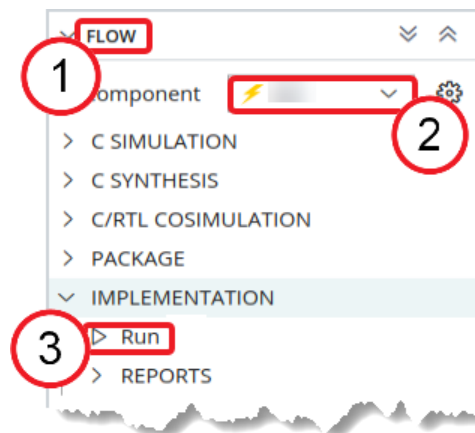 FLOW
1
Component
2
C SIMULATION
C SYNTHESIS
C/RTL COSIMULATION
PACKAGE
IMPLEMENTATION
3
Run
REPORTS